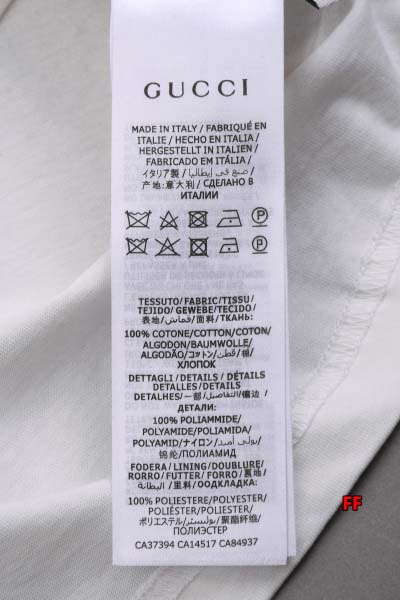 GUCCI
MADE IN ITALY / FABRIQUÉ EN
ITALIE / HECHO EN ITALIA/
HERGESTELLT IN ITALIEN/
FABRICADO EM ITÁLIA/
イタリア製 / صنع في إيطاليا /
产地:意大利/ СДЕЛАНО В
ИТАЛИИ
TESSUTO/FABRIC/TISSU/
TEJIDO/GEWEBE/TECIDO/
表地/قماش/面料/ТКАНЬ:
100% COTONE/COTTON/COTON/
ALGODON/BAUMWOLLE/
ALGODÃO/コットン/قطن/棉/
ХЛОПОК
DETTAGLI/DETAILS/DÉTAILS
DETALLES/DETAILS/
DETALHES/一部/التفاصيل/镶边/
ДЕТАЛИ:
100% POLIAMMIDE/
POLYAMIDE/POLIAMIDA/
POLYAMID/ナイロン/بولي أميد/
锦纶/ПОЛИАМИД
FODERA/LINING/DOUBLURE/
FORRO/裏地/
البطانة/里料/
100% POLIESTERE/POLYESTER/
POLYESTER/
POLIÉSTER/POLYESTER/
ポリエステル/بوليستر/聚酯纤维/
ПОЛИЭСТЕР
CA37394 CA14517 CA84937
FF